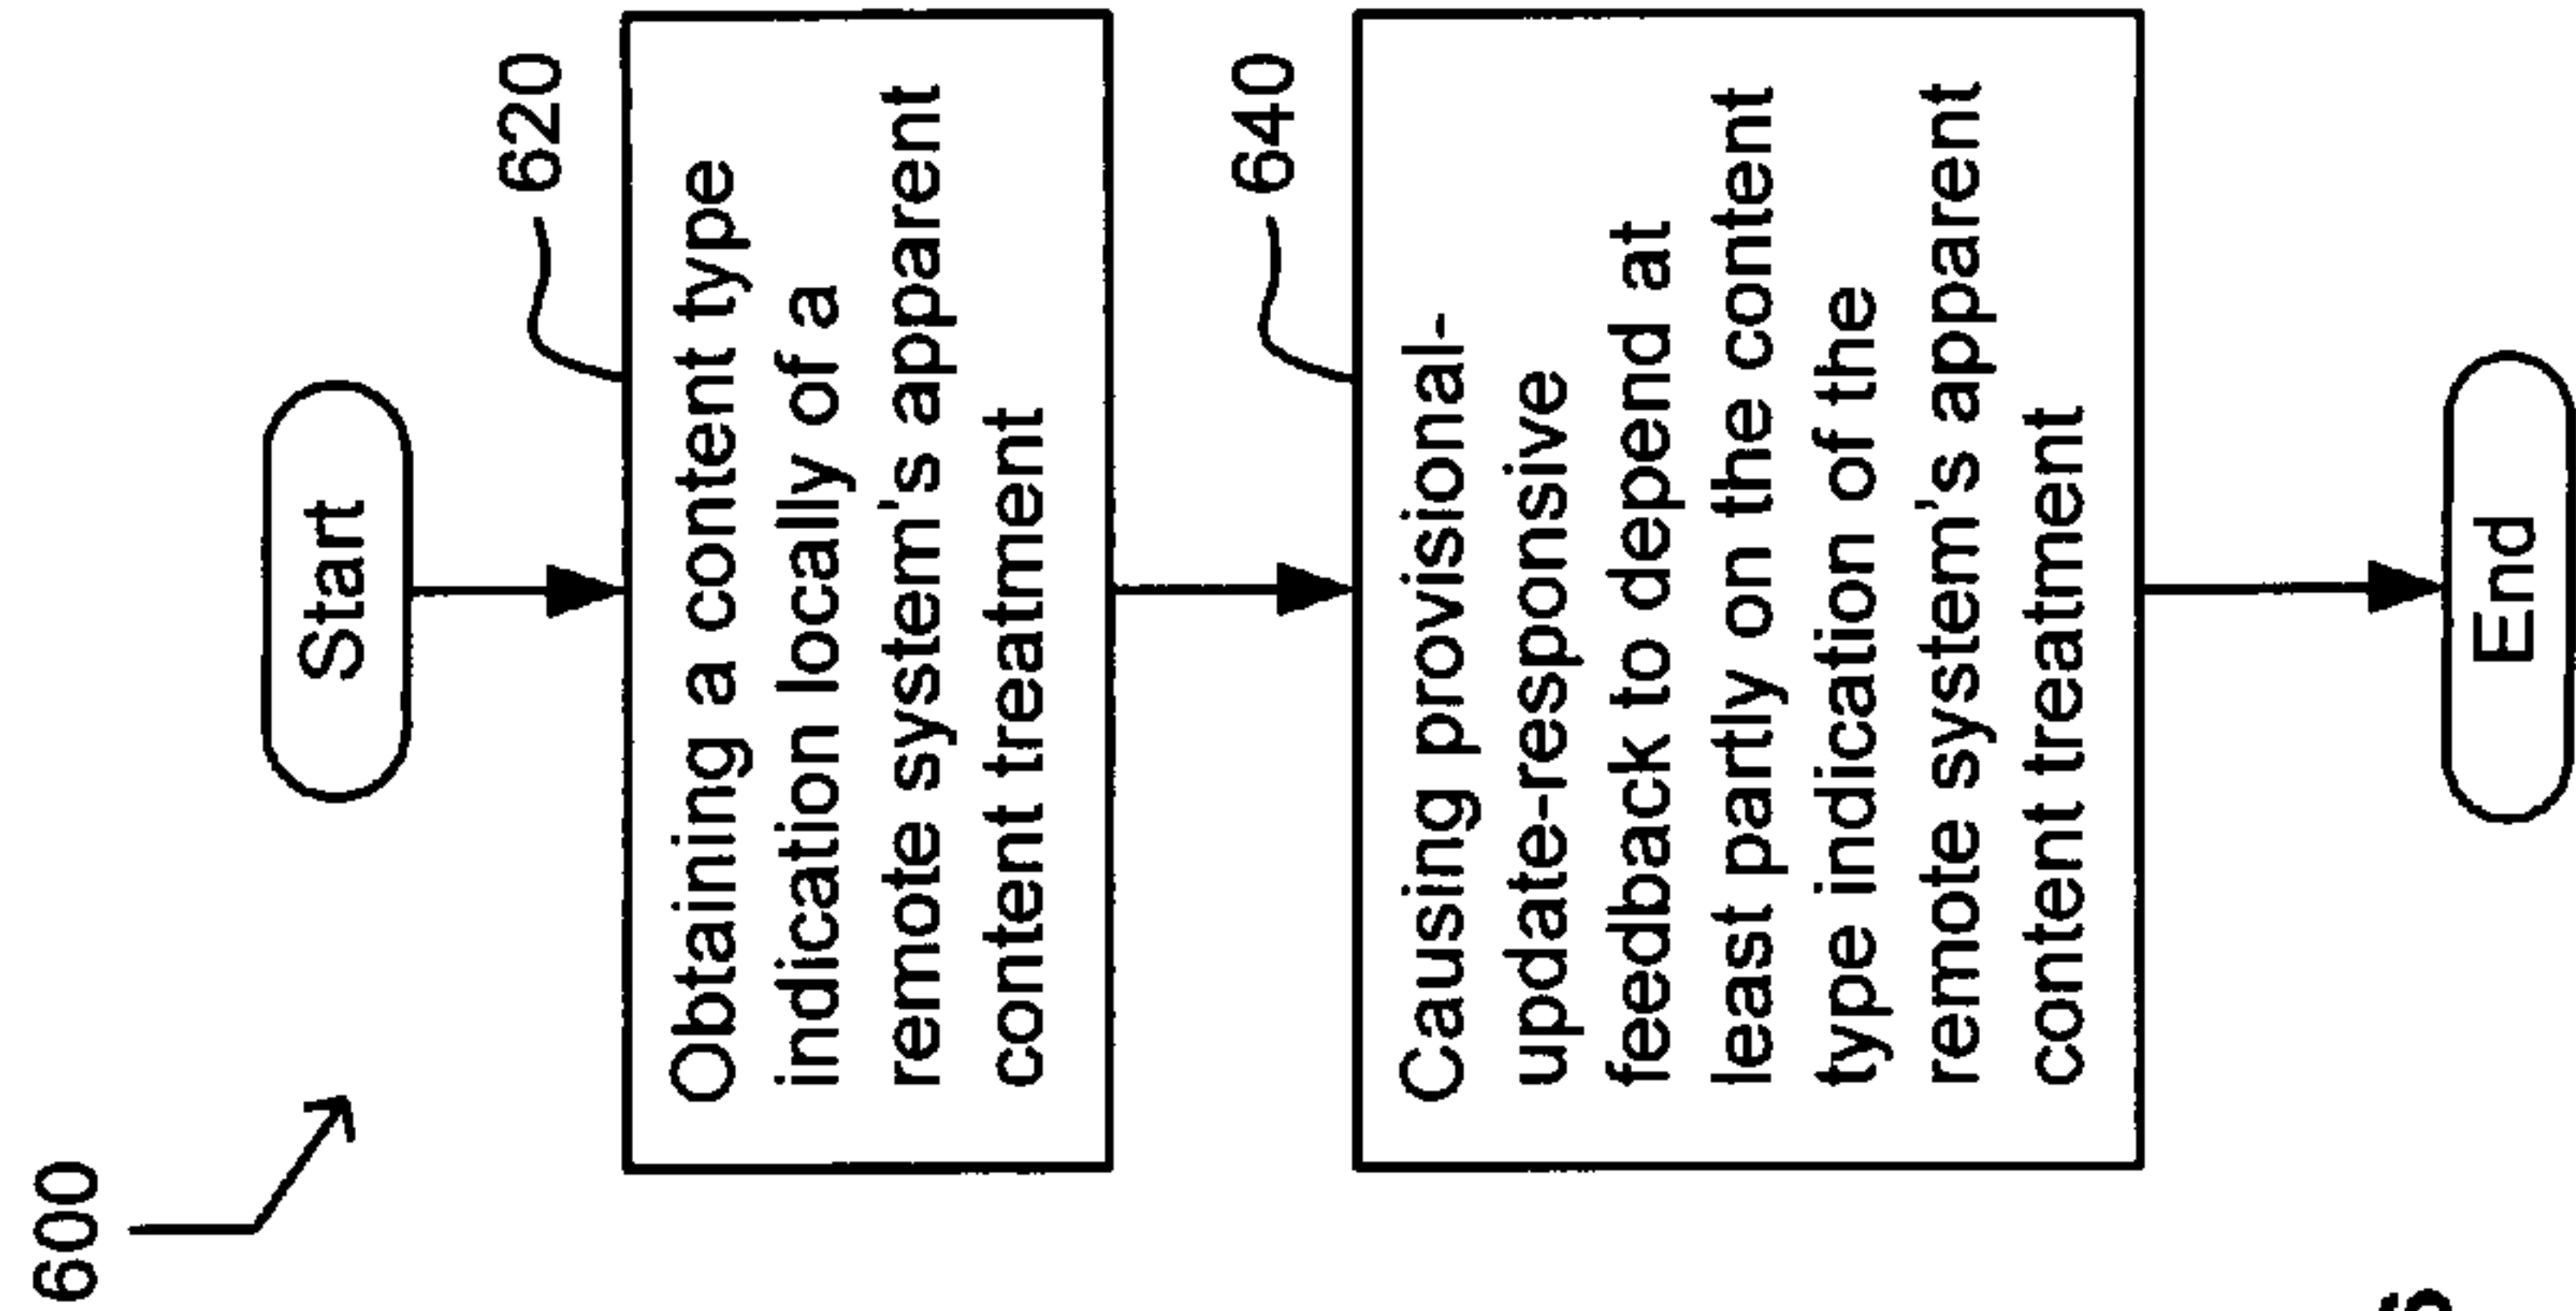 600
Start
620
Obtaining a content type
indication locally of a
remote system's apparent
content treatment
640
Causing provisional-
update-responsive
feedback to depend at
least partly on the content
type indication of the
remote system's apparent
content treatment
End